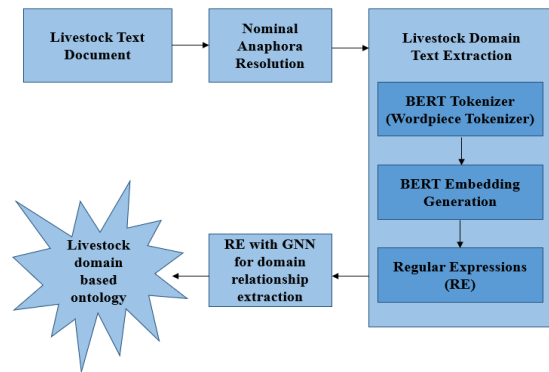 Livestock Text
Document
Nominal
Anaphora
Resolution
Livestock Domain
Text Extraction
BERT Tokenizer
(Wordpiece Tokenizer)
BERT Embedding
Generation
Regular Expressions
(RE)
RE with GNN
for domain
relationship
extraction
Livestock
domain
based
ontology